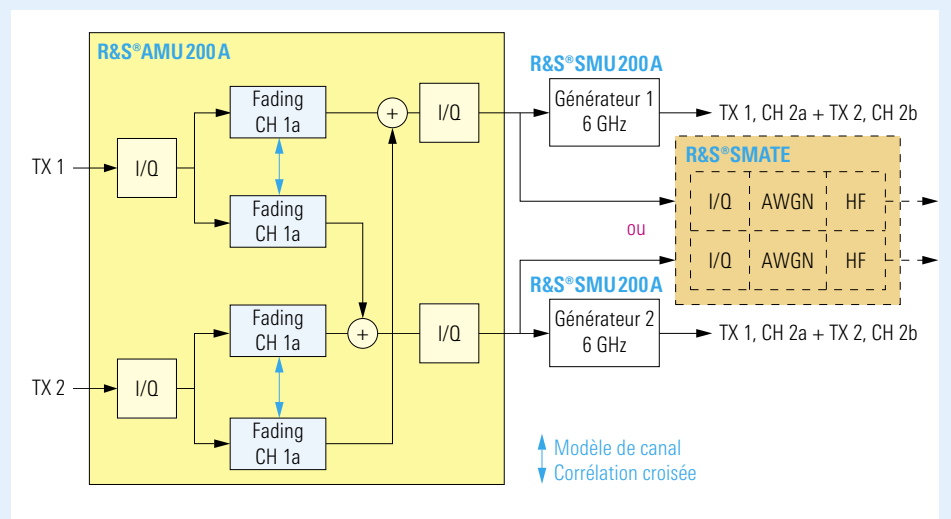 R&S®AMU200A
Fading
CH 1a
+
I/Q
R&S®SMU200A
Générateur 1
6 GHz
TX 1, CH 2a + TX 2, CH 2b
TX 1
I/Q
Fading
CH 1a
R&S®SMATE
I/Q
AWGN
HF
ou
I/Q
AWGN
HF
R&S®SMU200A
Fading
CH 1a
+
I/Q
Générateur 2
6 GHz
TX 1, CH 2a + TX 2, CH 2b
TX 2
I/Q
Fading
CH 1a
Modèle de canal
Corrélation croisée